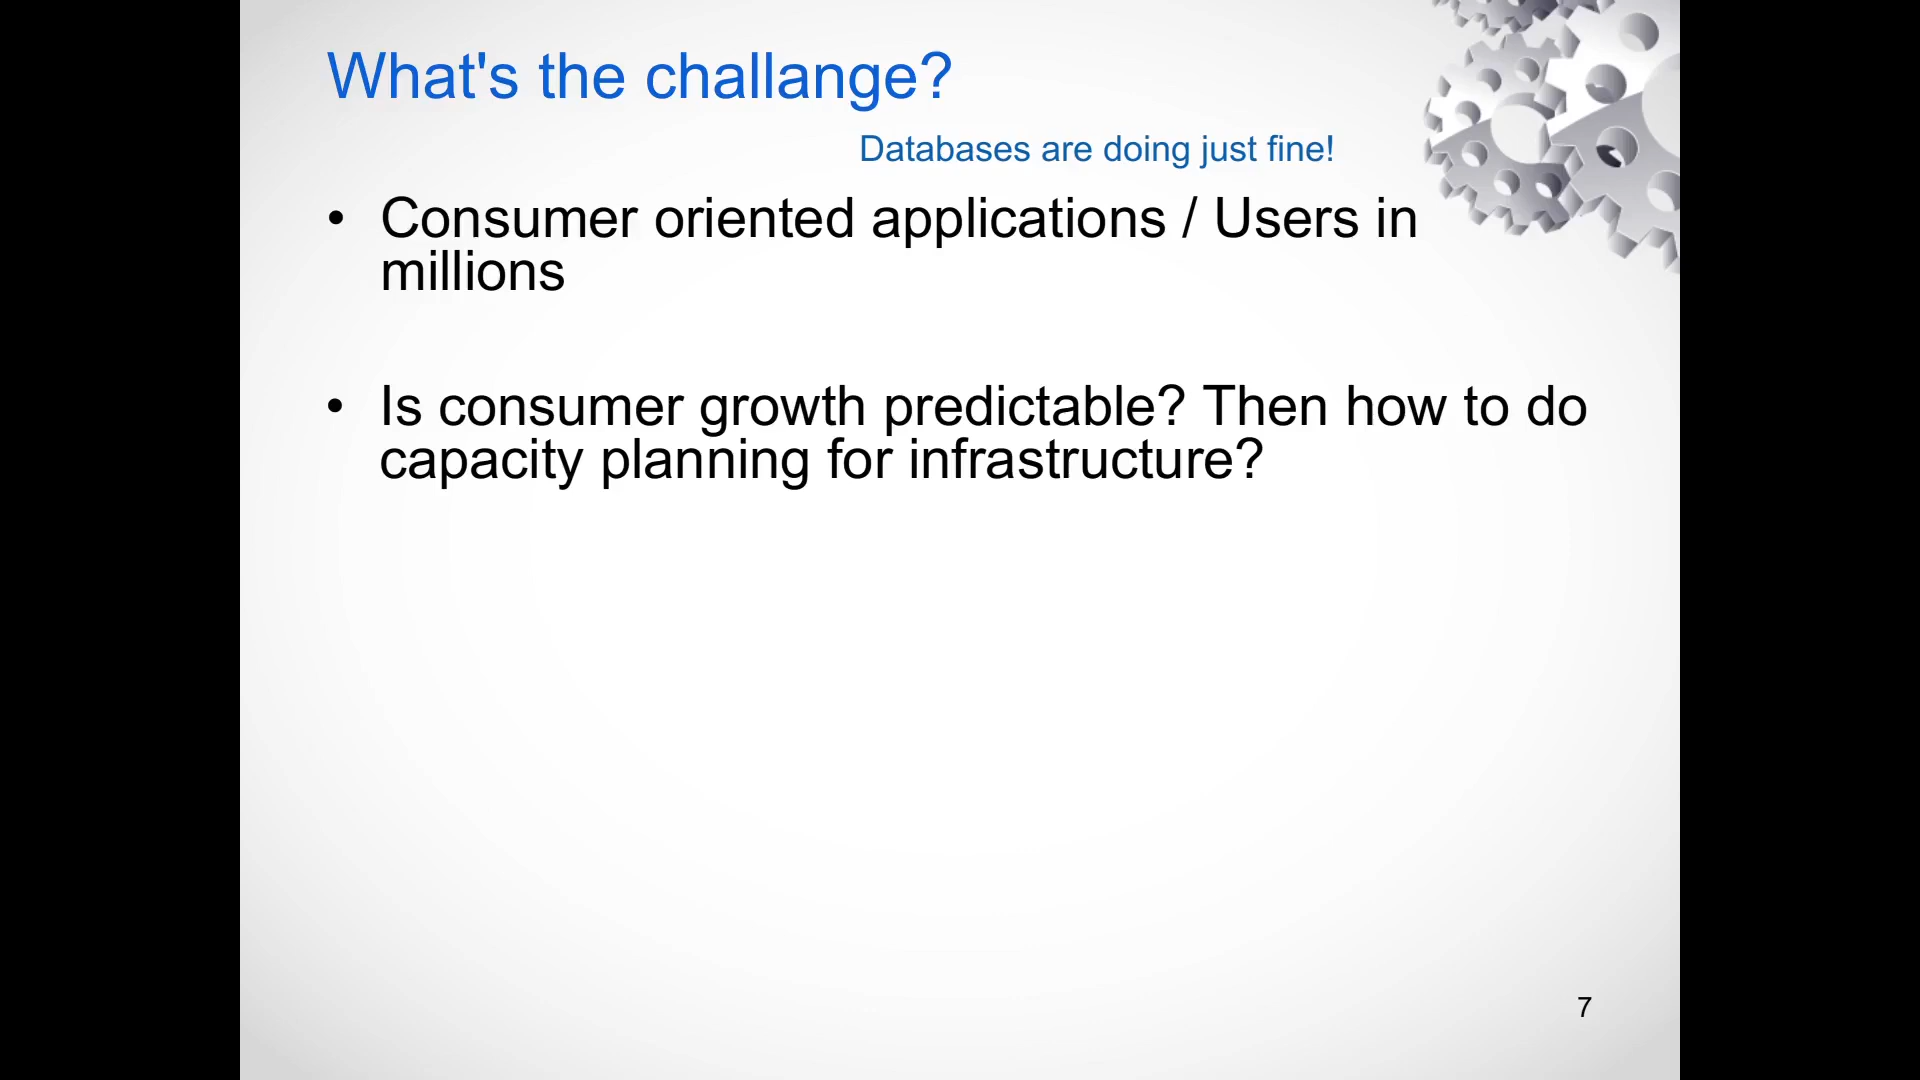 What's the challange?
Databases are doing just fine!
• Consumer oriented applications / Users in
millions
• Is consumer growth predictable? Then how to do
capacity planning for infrastructure?
7